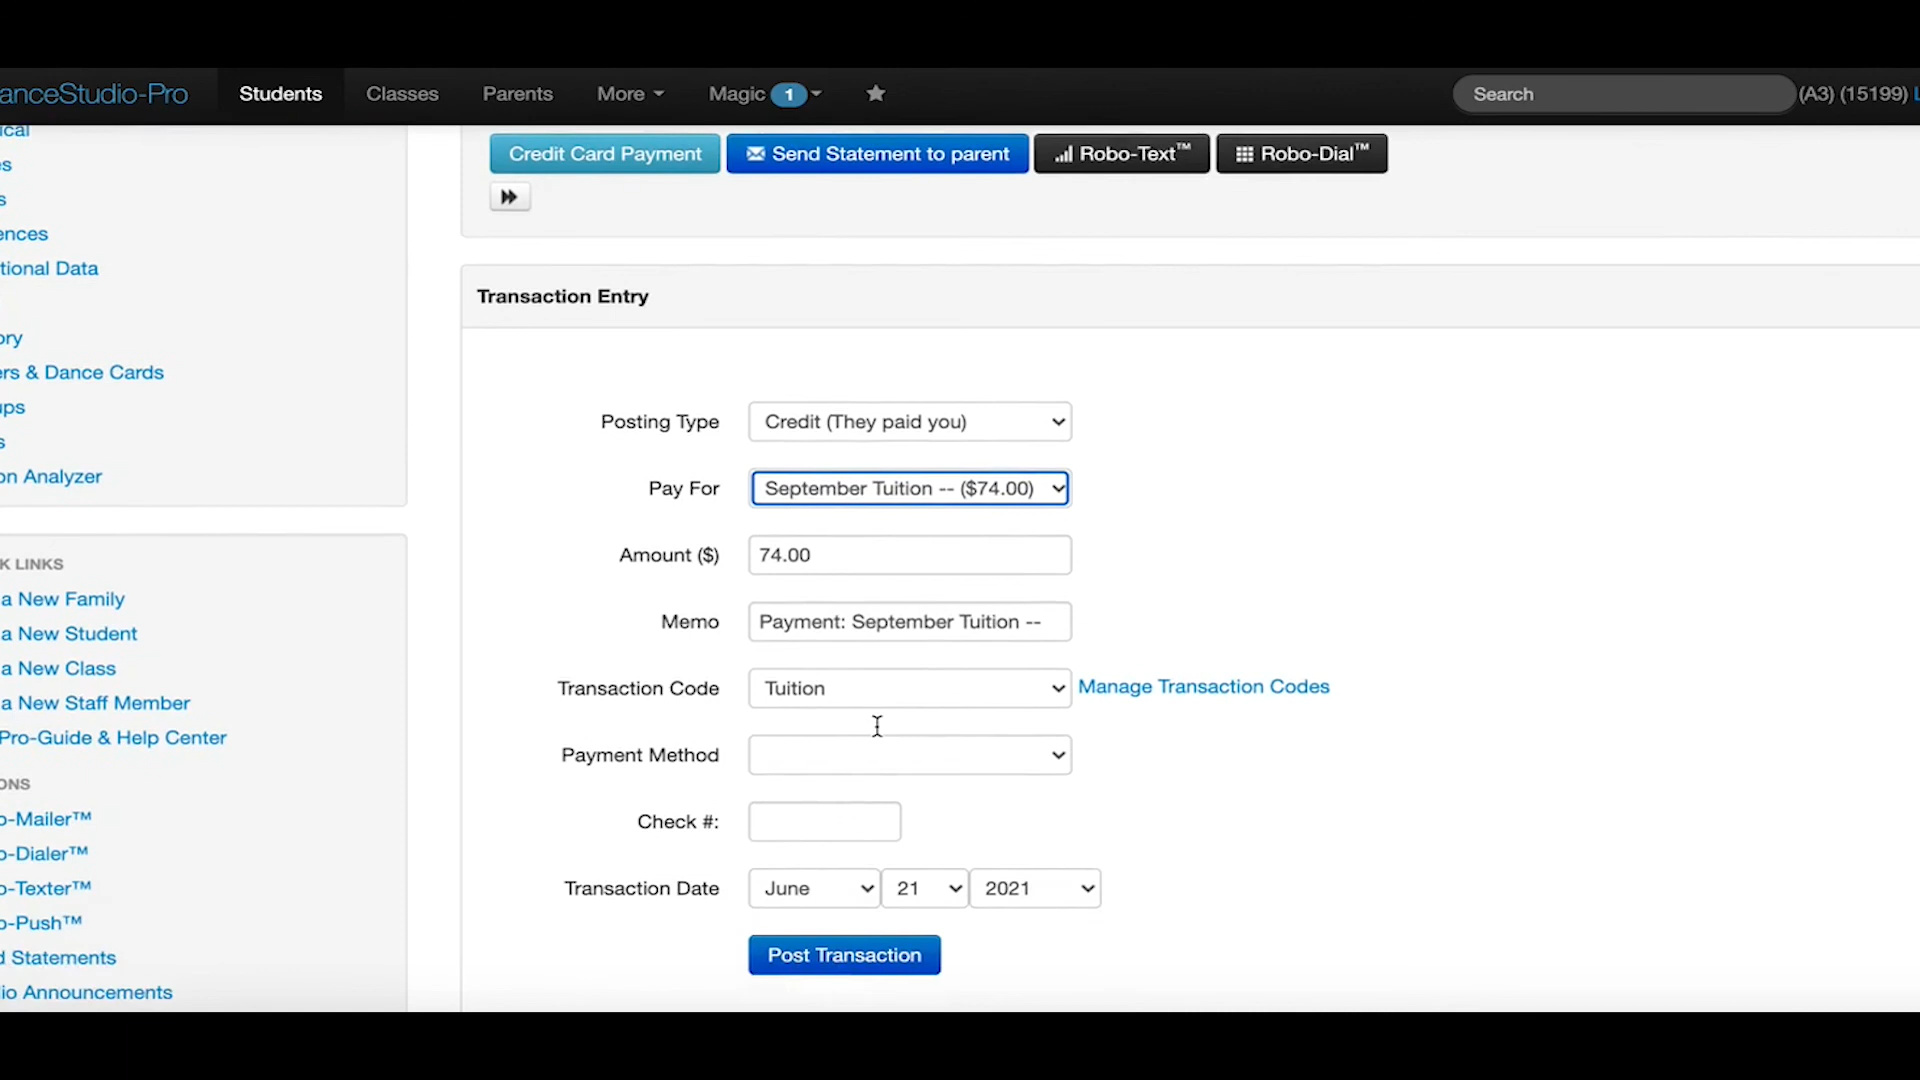 anceStudio-Pro
Students
Classes
Parents
More
Magic 1
Search
(A3) (15199)
ical
es
s
ences
tional Data
ory
ers & Dance Cards
ups
s
on Analyzer
K LINKS
a New Family
a New Student
a New Class
a New Staff Member
Pro-Guide & Help Center
ONS
o-Mailer™
o-Dialer™
o-Texter™
o-Push™
d Statements
io Announcements
Credit Card Payment
Send Statement to parent
Robo-Text™
Robo-Dial™
Transaction Entry
Posting Type Credit (They paid you)
Pay For September Tuition -- ($74.00)
Amount ($) 74.00
Memo Payment: September Tuition --
Transaction Code Tuition Manage Transaction Codes
Payment Method
Check #:
Transaction Date June 21 2021
Post Transaction